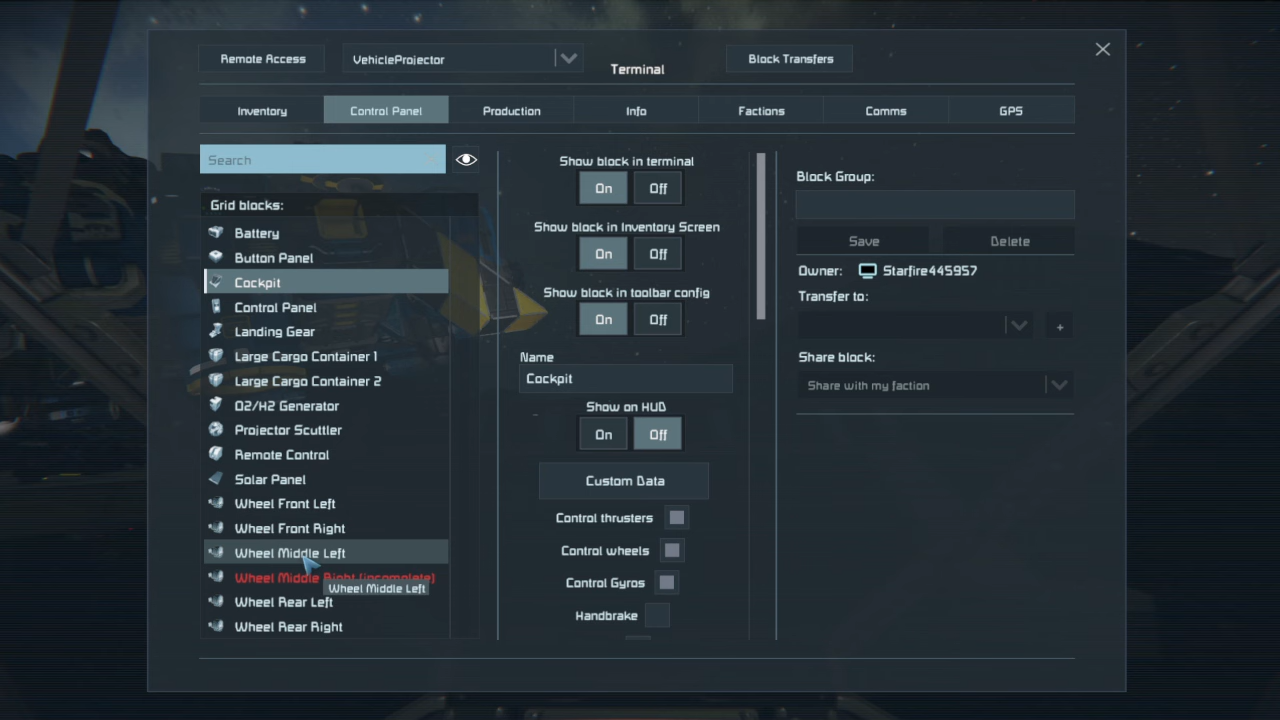 Remote Access
VehicleProjector
Terminal
Block Transfers
Inventory
Control Panel
Production
Info
Factions
Comms
GPS
Search
Grid blocks:
Battery
Button Panel
Cockpit
Control Panel
Landing Gear
Large Cargo Container 1
Large Cargo Container 2
O2/H2 Generator
Projector Scuttler
Remote Control
Solar Panel
Wheel Front Left
Wheel Front Right
Wheel Middle Left
Wheel Middle Right (incomplete)
Wheel Middle Left
Wheel Rear Left
Wheel Rear Right
Show block in terminal
On Off
Show block in Inventory Screen
On Off
Show block in toolbar config
On Off
Name
Cockpit
Show on HUD
On Off
Custom Data
Control thrusters
Control wheels
Control Gyros
Handbrake
Block Group:
Save Delete
Owner: Starfire445957
Transfer to:
+
Share block:
Share with my faction